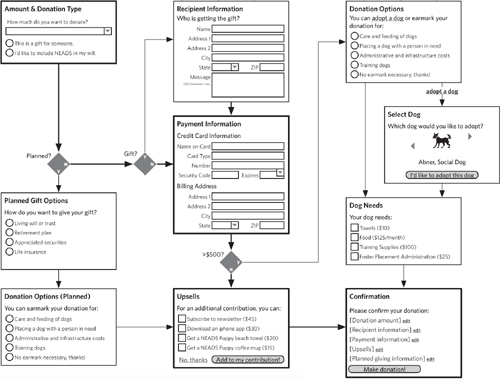 Amount & Donation Type
How much do you want to donate?
This is a gift for someone.
I'd like to include NEADS in my will.
Planned?
Gift?
Planned Gift Options
How do you want to give your gift?
Living will or trust
Retirement plan
Appreciated securities
Life insurance
Donation Options (Planned)
You can earmark your donation for:
Care and feeding of dogs
Placing a dog with a person in need
Administrative and infrastructure costs
Training dogs
No earmark necessary, thanks!
Recipient Information
Who is getting the gift?
Name
Address 1
Address 2
City
State
ZIP
Message
Payment Information
Credit Card Information
Name on Card
Card Type
Number
Security Code
Expires
Billing Address
Address 1
Address 2
City
State
ZIP
>$500?
Upsells
For an additional contribution, you can:
Subscribe to newsletter ($45)
Download an iphone app ($30)
Get a NEADS Puppy beach towel ($20)
Get a NEADS Puppy coffee mug ($15)
No, thanks
Add to my contribution!
Donation Options
You can adopt a dog or earmark your
donation for:
Care and feeding of dogs
Placing a dog with a person in need
Administrative and infrastructure costs
Training dogs
No earmark necessary, thanks!
adopt a dog
Select Dog
Which dog would you like to adopt?
Abner, Social Dog
I'd like to adopt this dog
Dog Needs
Your dog needs:
Towels ($10)
Food ($125/month)
Training Supplies ($100)
Foster Placement Administration ($25)
Confirmation
Please confirm your donation:
[Donation amount] edit
[Recipient information] edit
[Payment information] edit
[Upsells] edit
[Planned giving information] edit
Make donation!